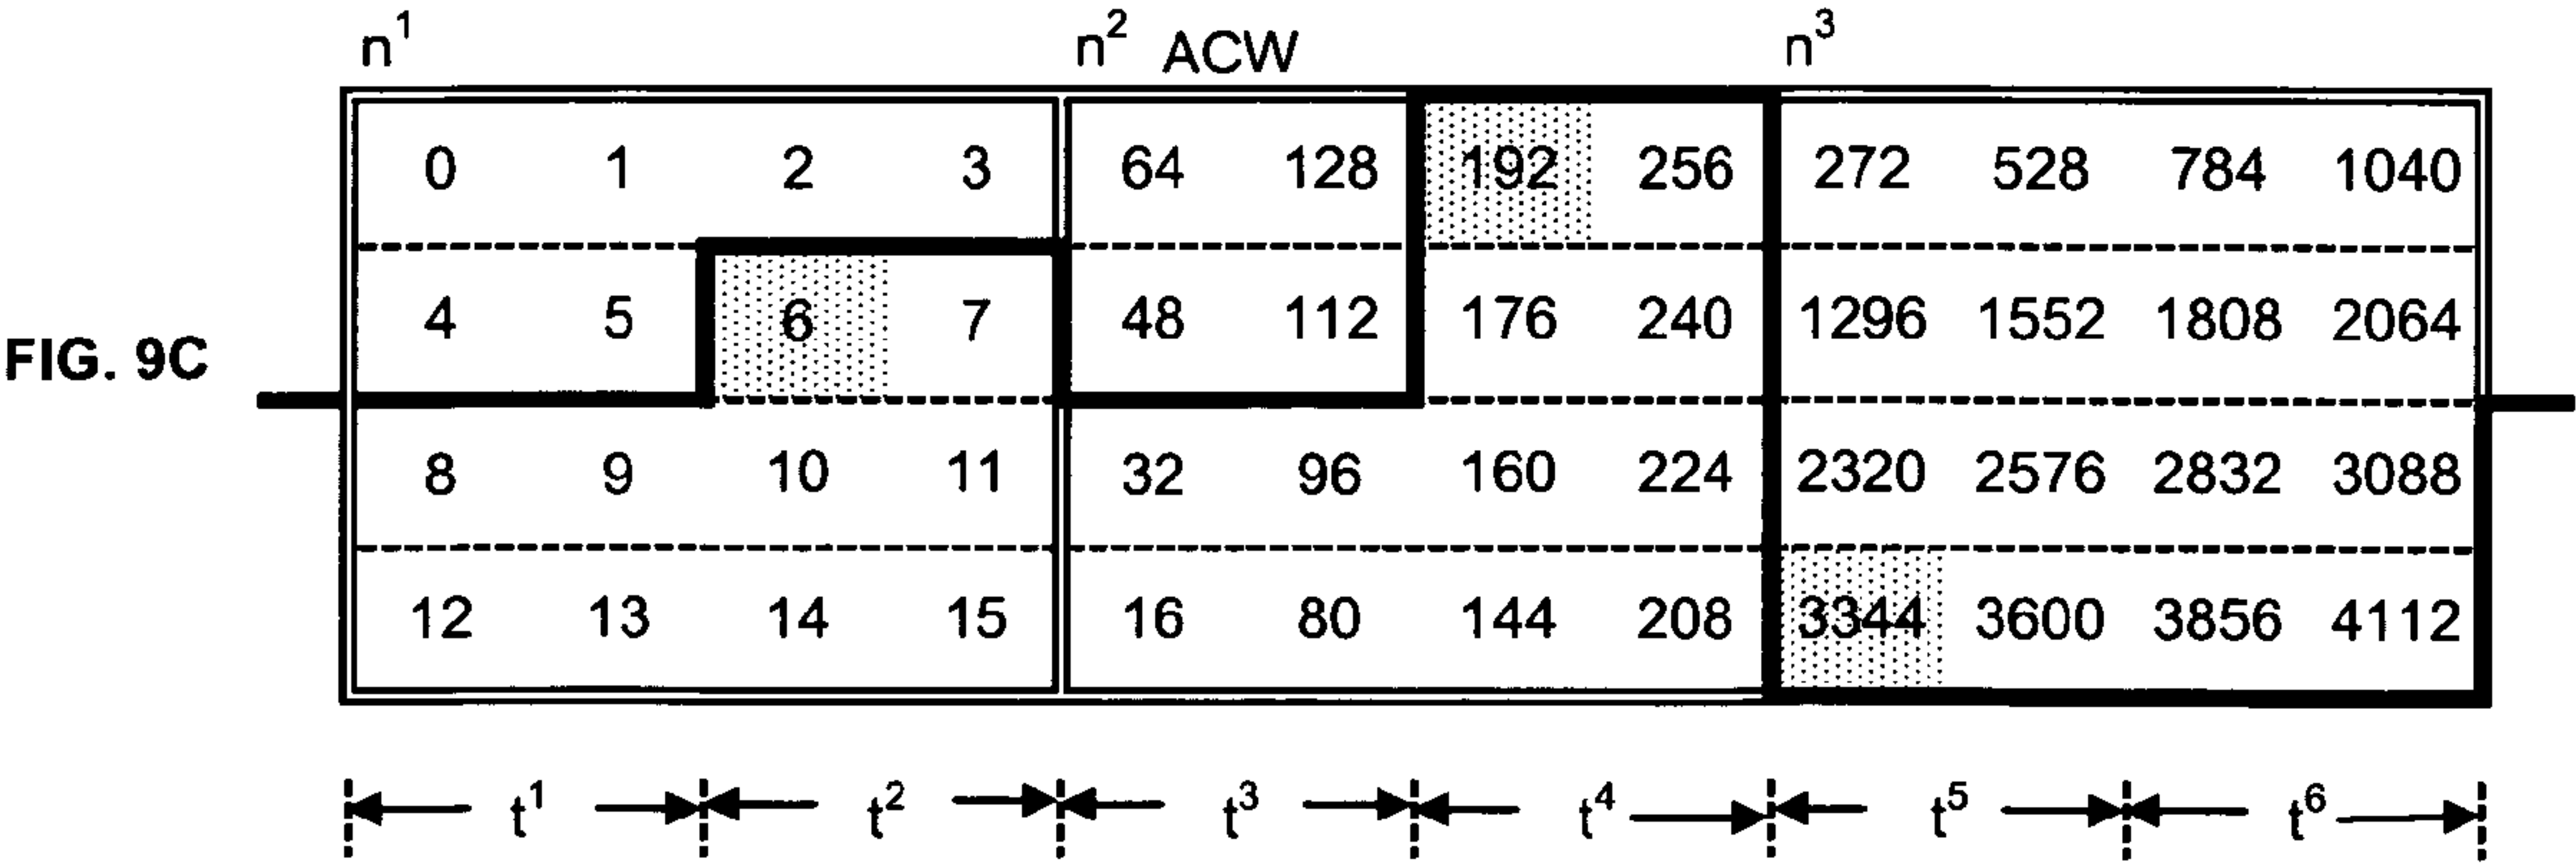 n¹ n² ACW n³
0 1 2 3 64 128 192 256 272 528 784 1040
4 5 6 7 48 112 176 240 1296 1552 1808 2064
FIG. 9C
8 9 10 11 32 96 160 224 2320 2576 2832 3088
12 13 14 15 16 80 144 208 3344 3600 3856 4112
t¹ t² t³ t⁴ t⁵ t⁶